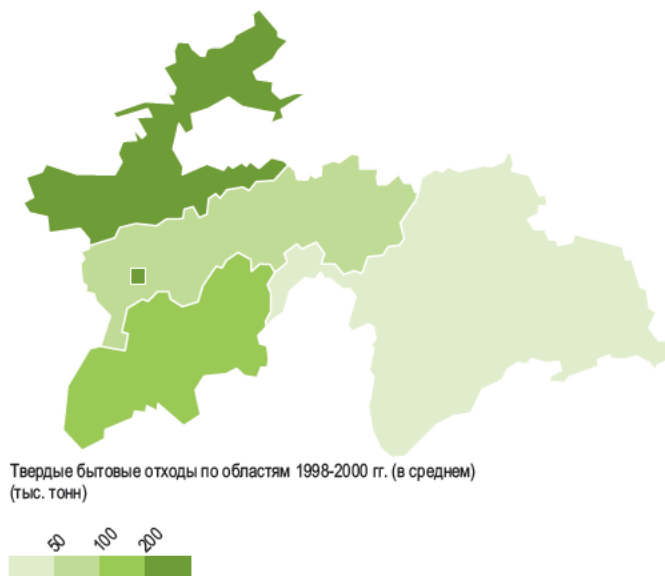 Твердые бытовые отходы по областям 1998-2000 гг. (в среднем)
(тыс. тонн)
50 100 200